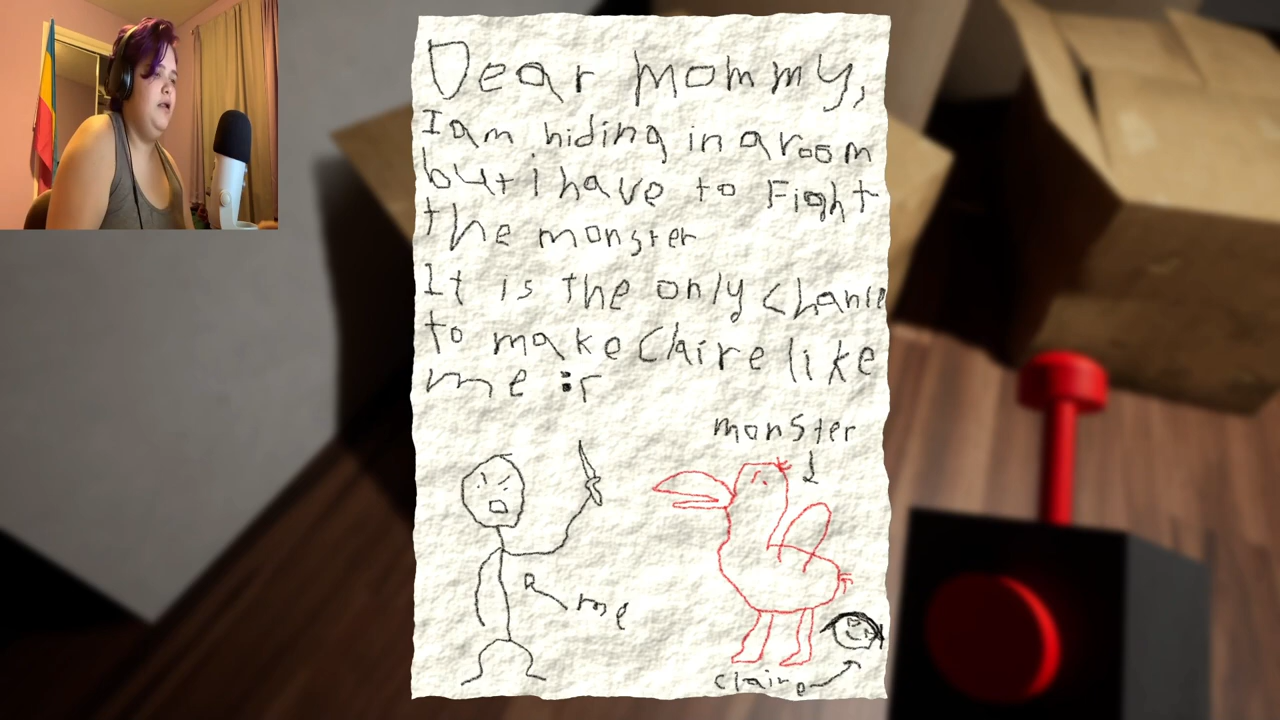 Dear mommy,
I am hiding in a room
but i have to Fight
the monster
It is the only chance
to make Claire like
me :r
monster
me
Claire